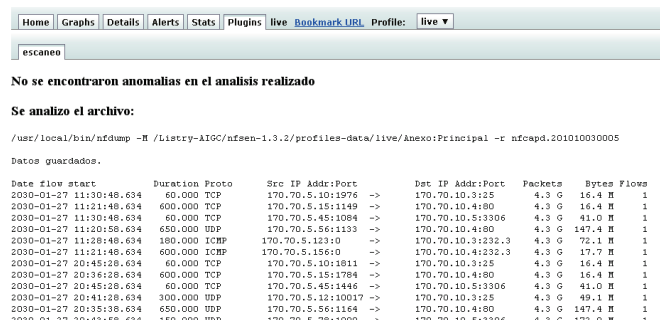 Home Graphs Details Alerts Stats Plugins live Bookmark URL Profile: live ▼
escaneo
No se encontraron anomalias en el analisis realizado
Se analizo el archivo:
/usr/local/bin/nfdump -M /Listry-AIGC/nfsen-1.3.2/profiles-data/live/Anexo:Principal -r nfcapd.201010030005
Datos guardados.
Date flow start Duration Proto Src IP Addr:Port Dst IP Addr:Port Packets Bytes Flows
2030-01-27 11:30:48.634 60.000 TCP 170.70.5.10:1976 -> 170.70.10.3:25 4.3 G 16.4 M 1
2030-01-27 11:21:48.634 600.000 TCP 170.70.5.15:1149 -> 170.70.10.4:80 4.3 G 16.4 M 1
2030-01-27 11:30:48.634 60.000 TCP 170.70.5.45:1084 -> 170.70.10.5:3306 4.3 G 41.0 M 1
2030-01-27 11:20:58.634 650.000 UDP 170.70.5.56:1133 -> 170.70.10.4:80 4.3 G 147.4 M 1
2030-01-27 11:28:48.634 180.000 ICMP 170.70.5.123:0 -> 170.70.10.3:232.3 4.3 G 72.1 M 1
2030-01-27 11:21:48.634 600.000 ICMP 170.70.5.156:0 -> 170.70.10.4:232.3 4.3 G 17.7 M 1
2030-01-27 20:45:28.634 60.000 TCP 170.70.5.10:1811 -> 170.70.10.3:25 4.3 G 16.4 M 1
2030-01-27 20:36:28.634 600.000 TCP 170.70.5.15:1784 -> 170.70.10.4:80 4.3 G 16.4 M 1
2030-01-27 20:45:28.634 60.000 TCP 170.70.5.45:1446 -> 170.70.10.5:3306 4.3 G 41.0 M 1
2030-01-27 20:41:28.634 300.000 UDP 170.70.5.12:10017 -> 170.70.10.3:25 4.3 G 49.1 M 1
2030-01-27 20:35:38.634 650.000 UDP 170.70.5.56:1164 -> 170.70.10.4:80 4.3 G 147.4 M 1